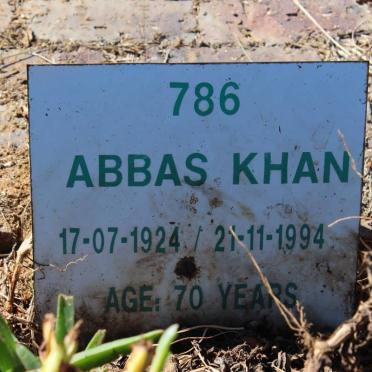 786
ABBAS KHAN
17-07-1924 / 21-11-1994
AGE: 70 YEARS